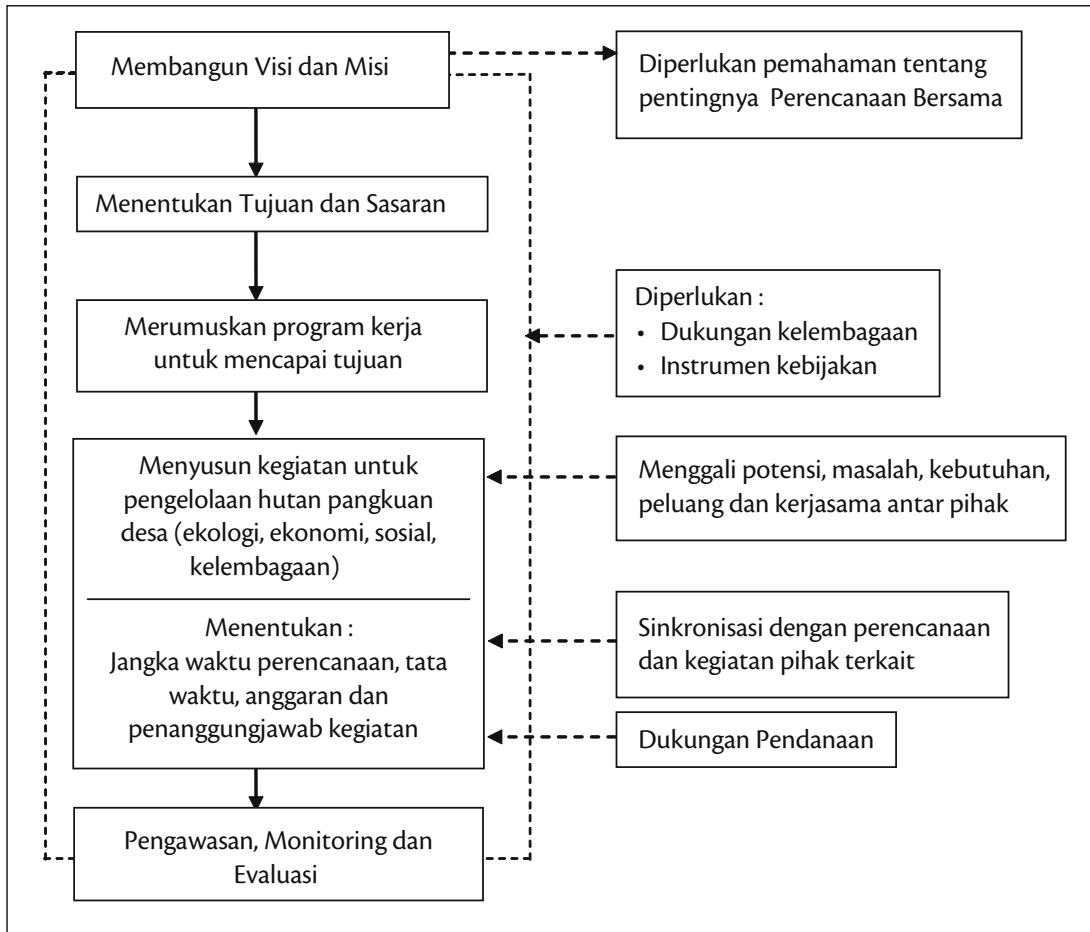 Membangun Visi dan Misi
Diperlukan pemahaman tentang
pentingnya Perencanaan Bersama
Menentukan Tujuan dan Sasaran
Merumuskan program kerja
untuk mencapai tujuan
Diperlukan :
• Dukungan kelembagaan
• Instrumen kebijakan
Menyusun kegiatan untuk
pengelolaan hutan pangkuan
desa (ekologi, ekonomi, sosial,
kelembagaan)
Menggali potensi, masalah, kebutuhan,
peluang dan kerjasama antar pihak
Menentukan :
Jangka waktu perencanaan, tata
waktu, anggaran dan
penanggungjawab kegiatan
Sinkronisasi dengan perencanaan
dan kegiatan pihak terkait
Dukungan Pendanaan
Pengawasan, Monitoring dan
Evaluasi